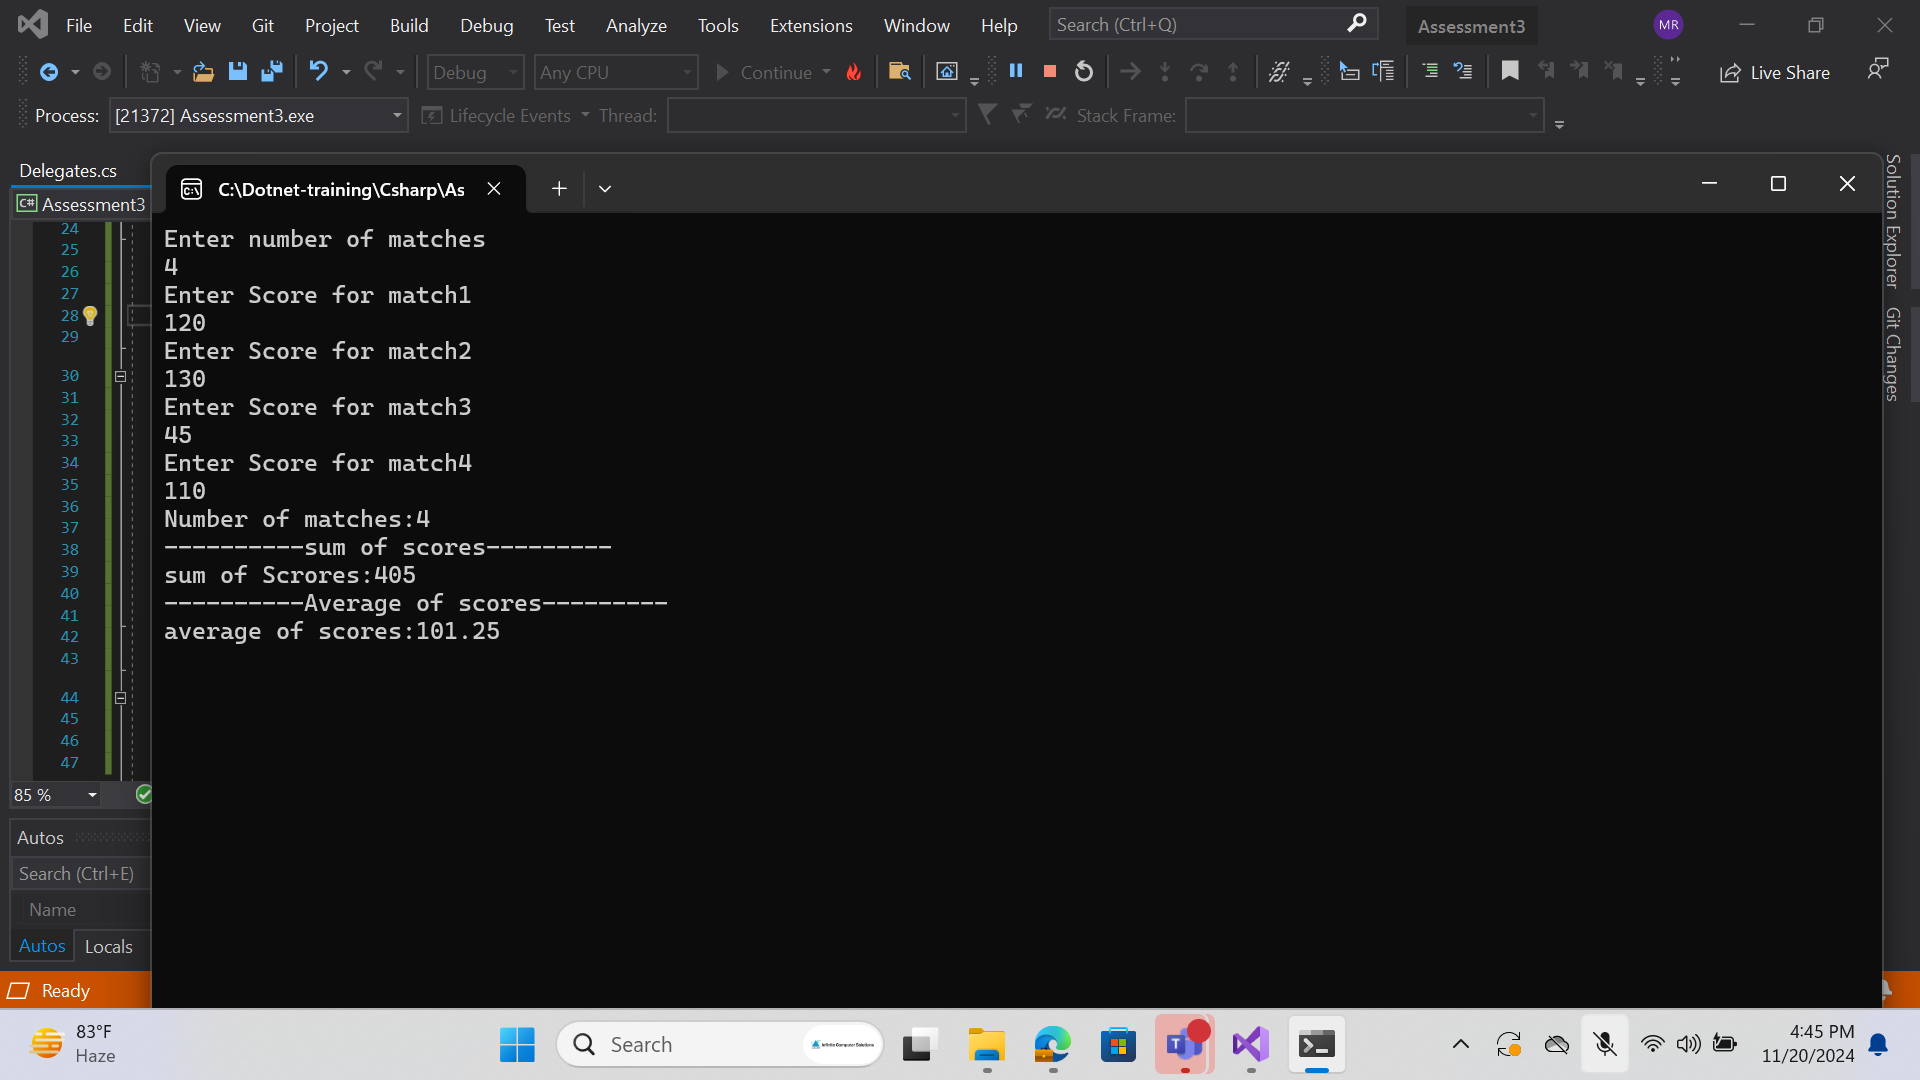 File Edit View Git Project Build Debug Test Analyze Tools Extensions Window Help Search (Ctrl+Q) Assessment3 MR
Debug Any CPU Continue Live Share
Process: [21372] Assessment3.exe Lifecycle Events Thread: Stack Frame:
Delegates.cs
C:\Dotnet-training\Csharp\As
Assessment3
Solution Explorer
Git Changes
24
25
26
27
28
29
30
31
32
33
34
35
36
37
38
39
40
41
42
43
44
45
46
47
Enter number of matches
4
Enter Score for match1
120
Enter Score for match2
130
Enter Score for match3
45
Enter Score for match4
110
Number of matches:4
----------sum of scores---------
sum of Scrores:405
----------Average of scores---------
average of scores:101.25
85 %
Autos
Search (Ctrl+E)
Name
Autos Locals
Ready
83°F
Haze
Search
Infinite Computer Solutions
4:45 PM
11/20/2024